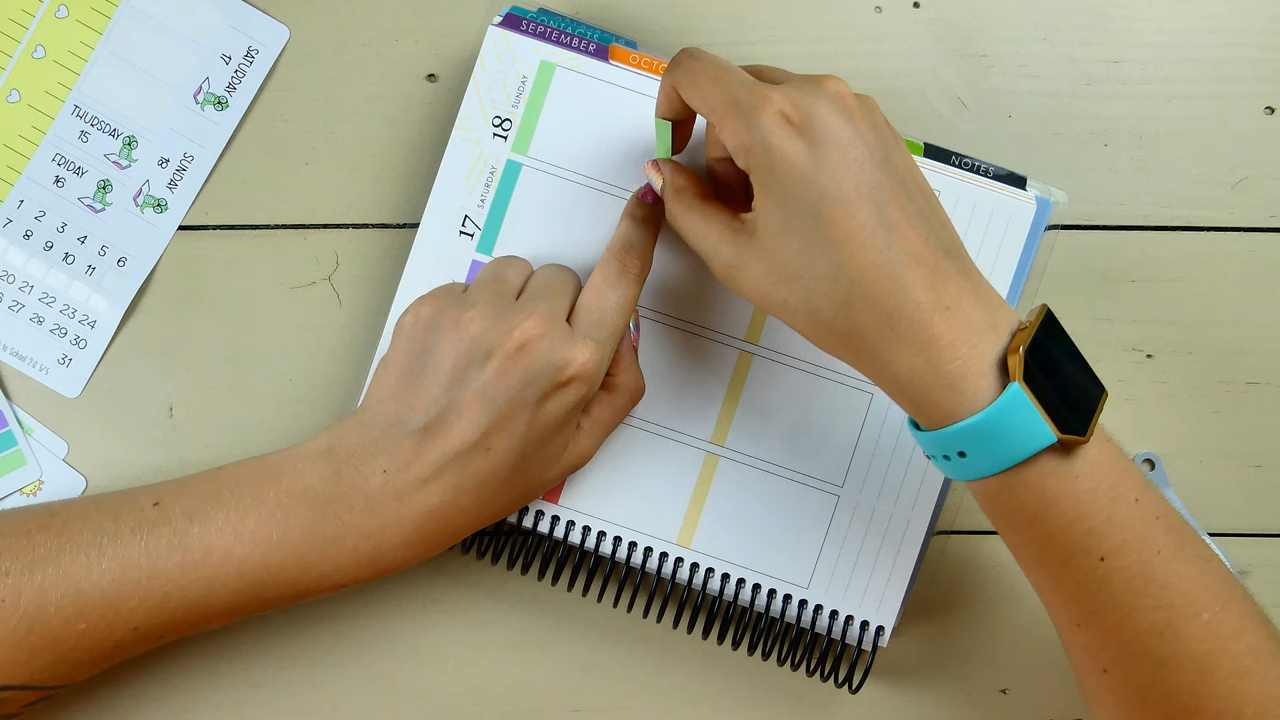 CONTACTS
SEPTEMBER
OCTO
NOTES
SUNDAY
18
SATURDAY
17
SATURDAY
17
THURSDAY
15
SUNDAY
18
FRIDAY
16
1 2 3 4 5 6
7 8 9 10 11
20 21 22 23 24
27 28 29 30
31